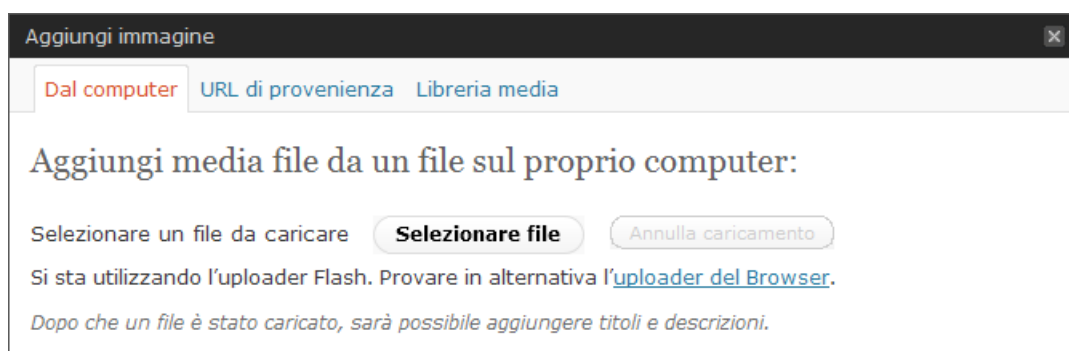 Aggiungi immagine
Dal computer URL di provenienza Libreria media
Aggiungi media file da un file sul proprio computer:
Selezionare un file da caricare Selezionare file Annulla caricamento
Si sta utilizzando l’uploader Flash. Provare in alternativa l’uploader del Browser.
Dopo che un file è stato caricato, sarà possibile aggiungere titoli e descrizioni.